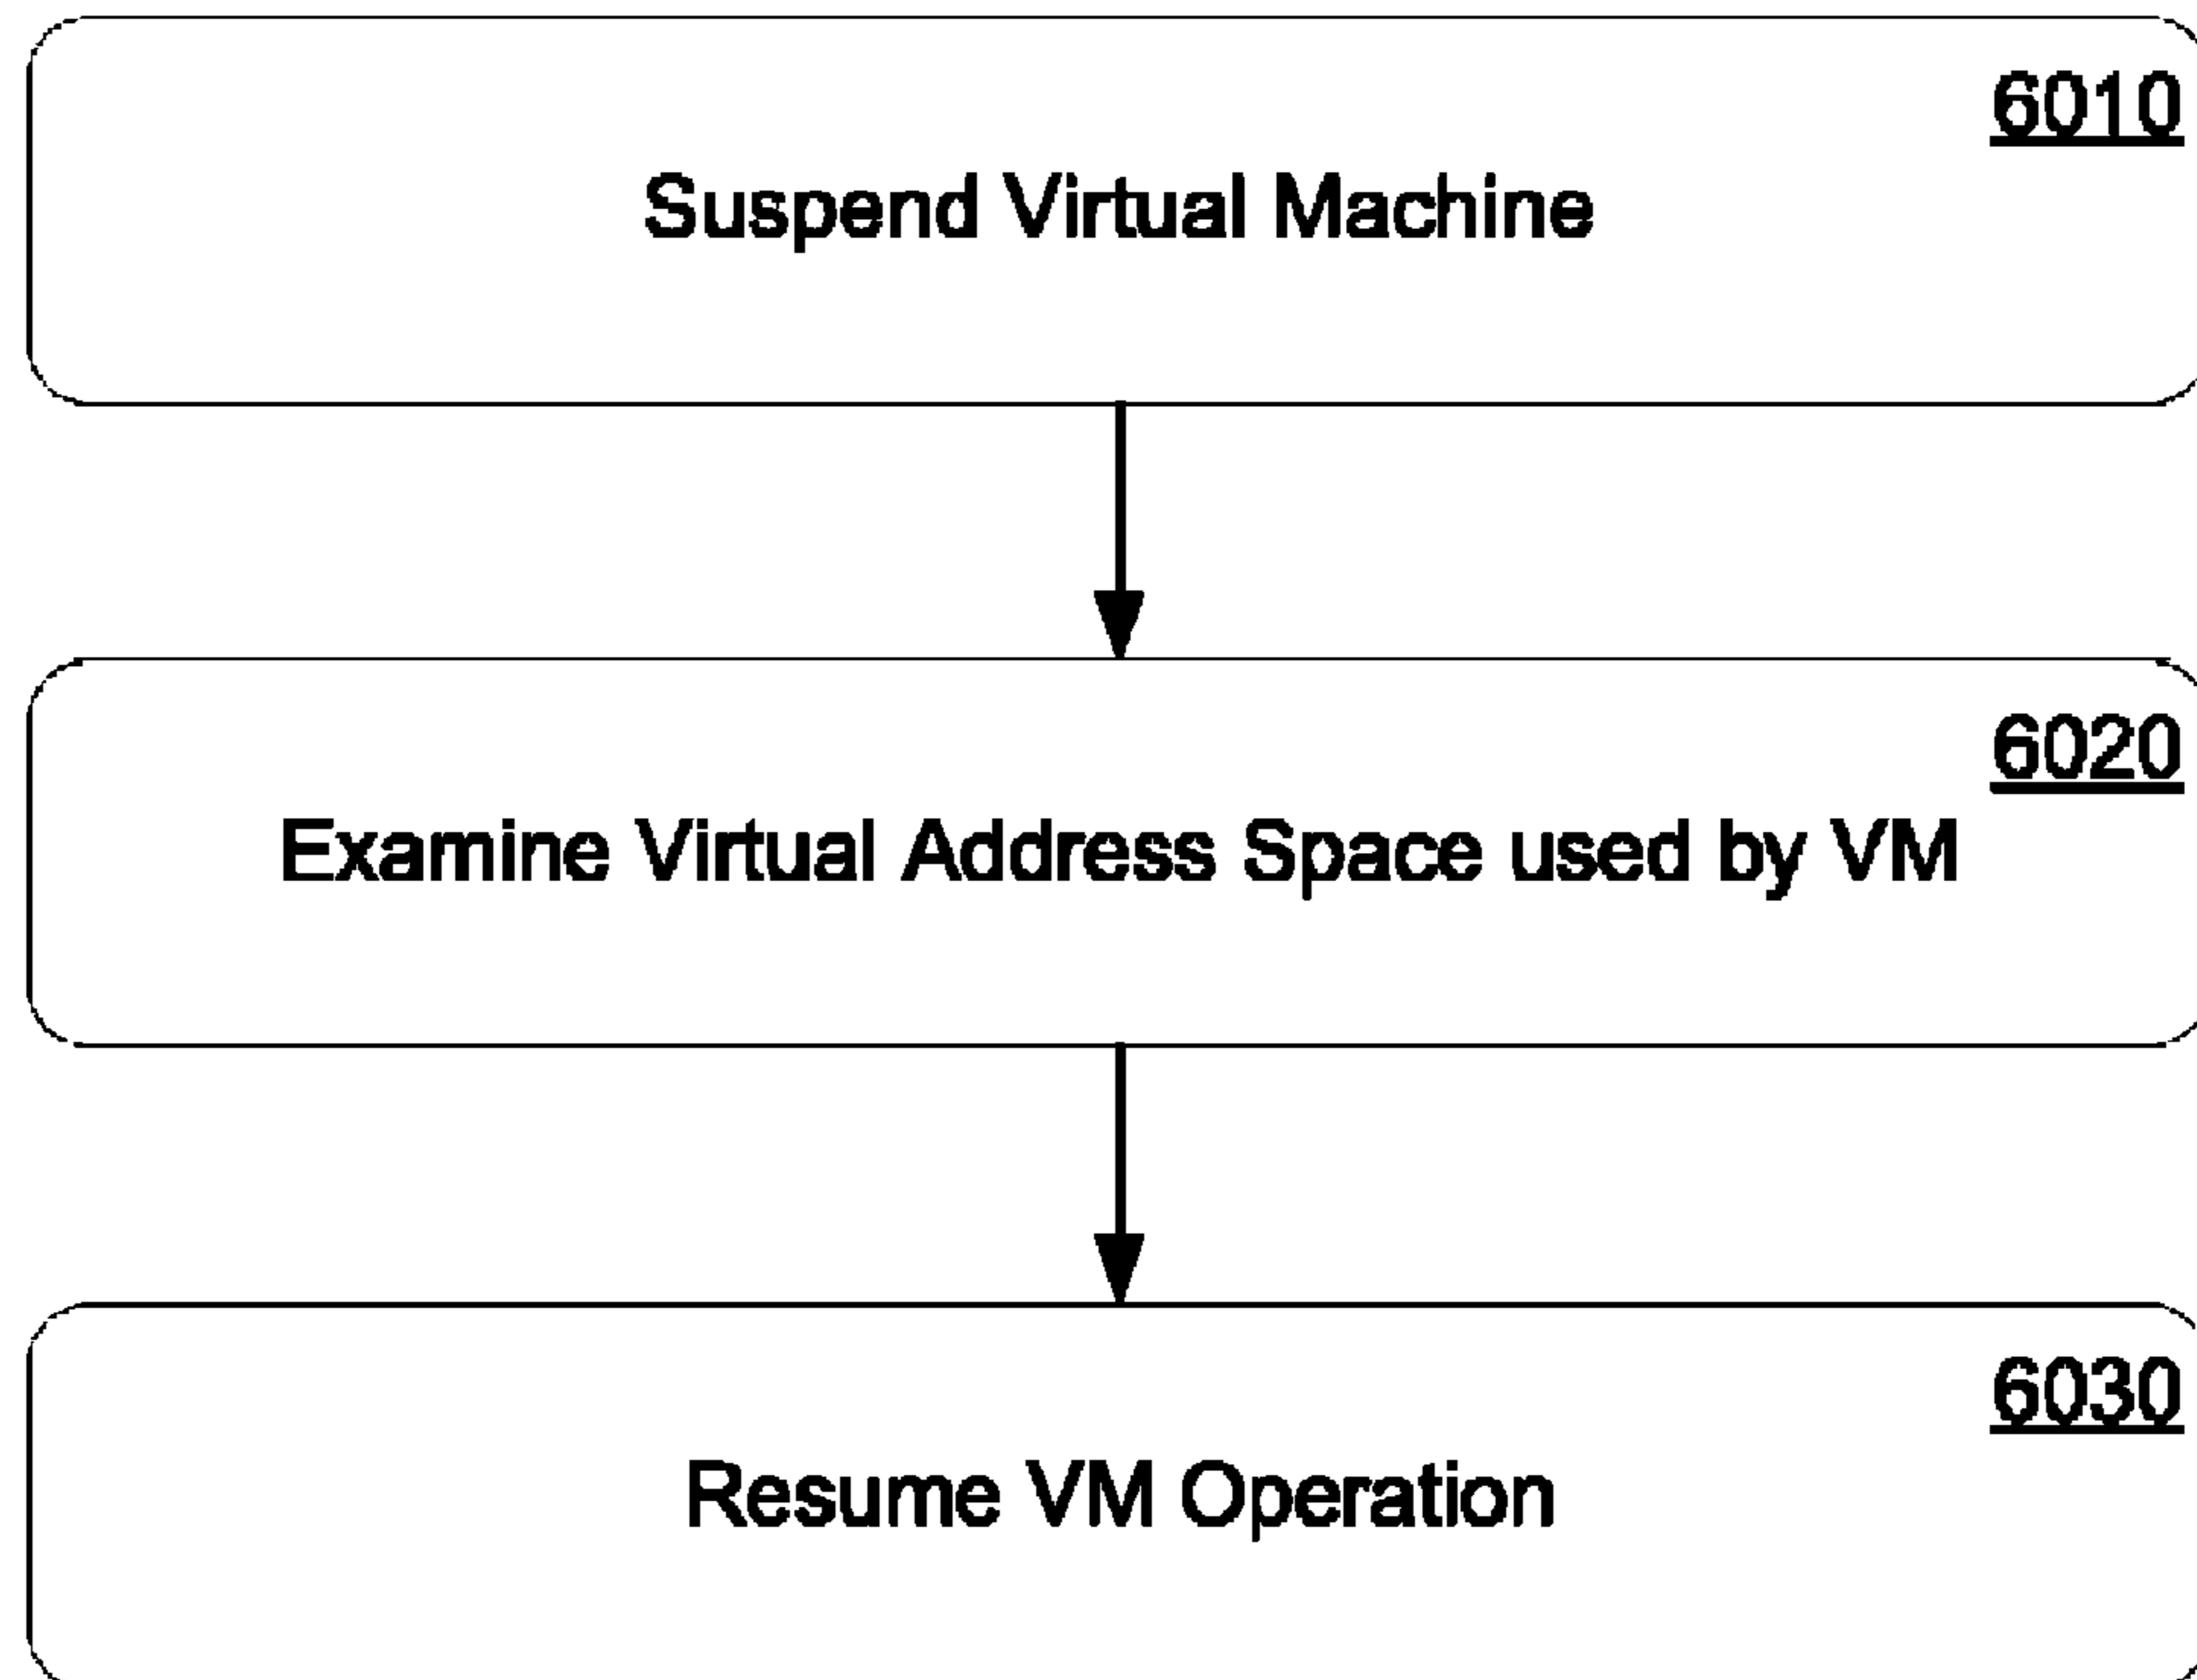 6010
Suspend Virtual Machine
6020
Examine Virtual Address Space used by VM
6030
Resume VM Operation